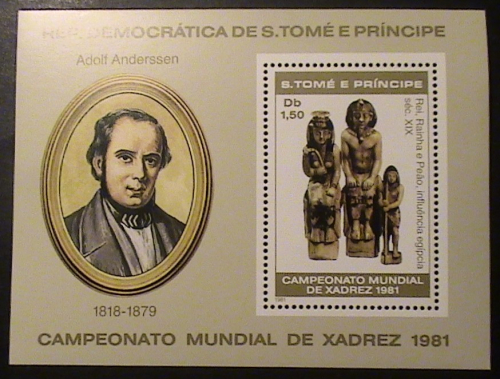 REP. DEMOCRÁTICA DE S.TOMÉ E PRÍNCIPE
Adolf Anderssen
S.TOMÉ E PRÍNCIPE
Db
1,50
Rei, Rainha e Peão, influência egípcia
séc. XIX
CAMPEONATO MUNDIAL
DE XADREZ 1981
1981
1818-1879
CAMPEONATO MUNDIAL DE XADREZ 1981